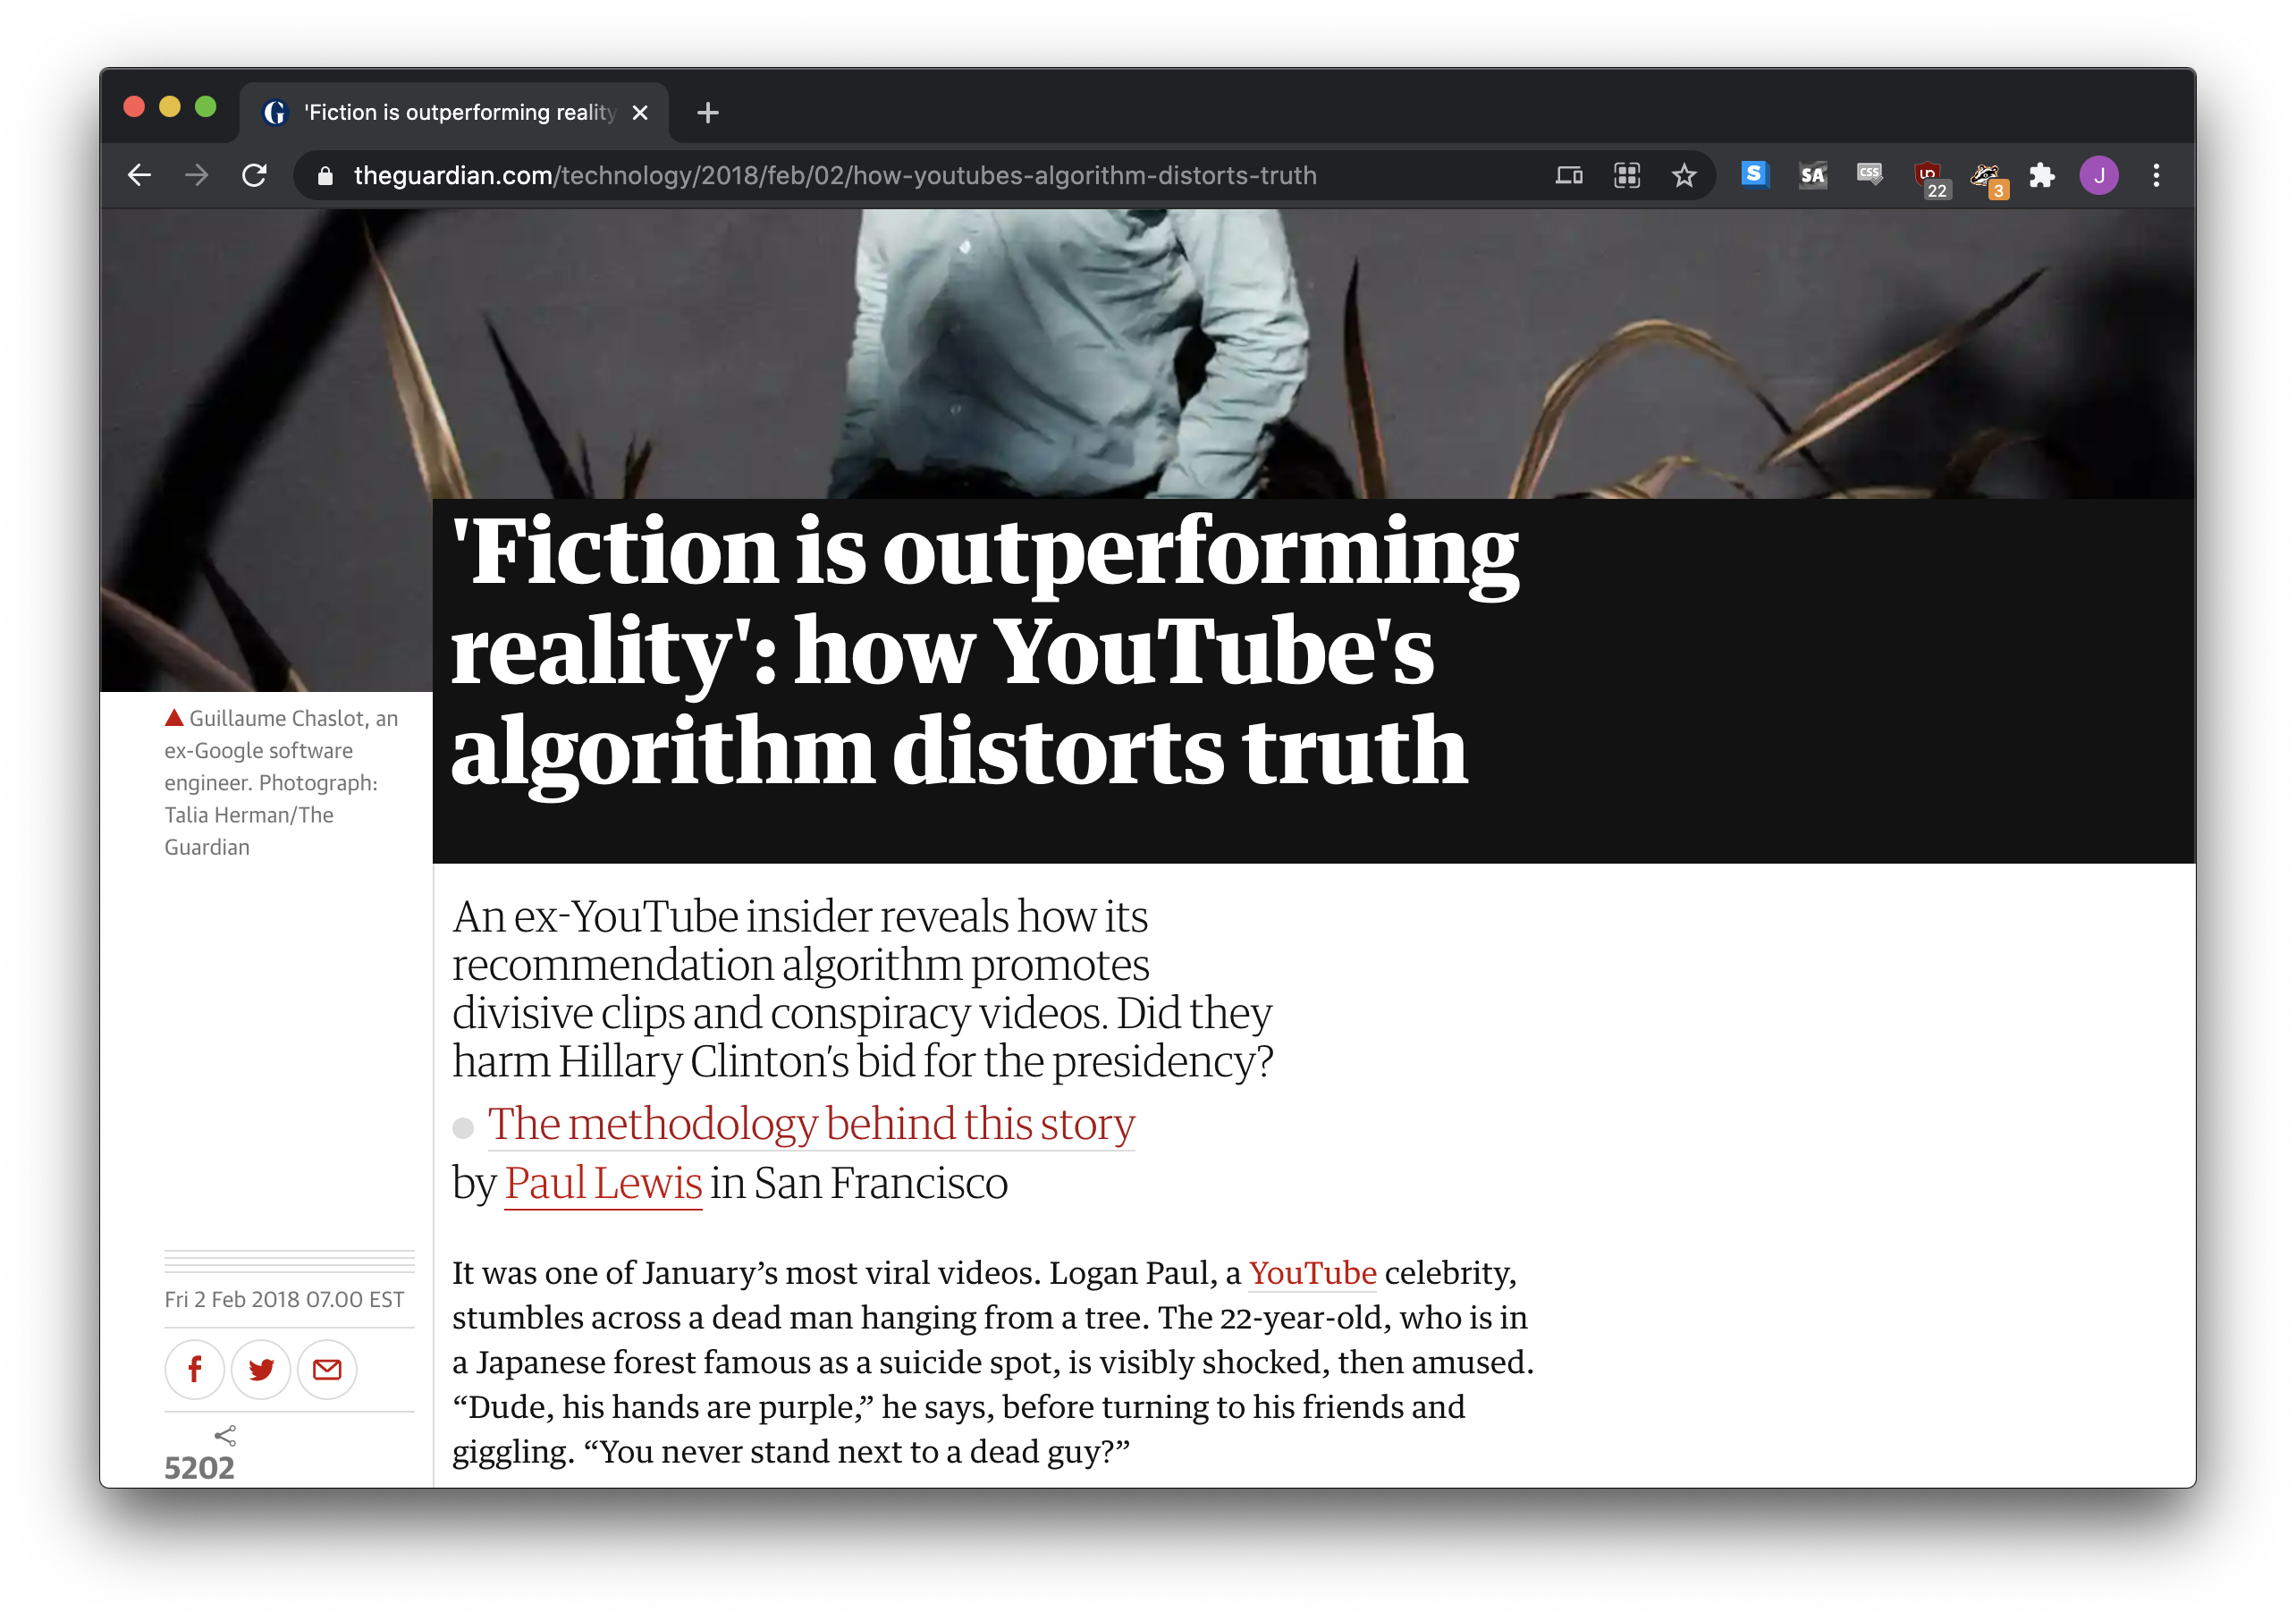 'Fiction is outperforming reality
theguardian.com/technology/2018/feb/02/how-youtubes-algorithm-distorts-truth
S
SA
CSS
22
3
J
'Fiction is outperforming
reality': how YouTube's
algorithm distorts truth
Guillaume Chaslot, an
ex-Google software
engineer. Photograph:
Talia Herman/The
Guardian
An ex-YouTube insider reveals how its
recommendation algorithm promotes
divisive clips and conspiracy videos. Did they
harm Hillary Clinton’s bid for the presidency?
The methodology behind this story
by Paul Lewis in San Francisco
Fri 2 Feb 2018 07.00 EST
5202
It was one of January’s most viral videos. Logan Paul, a YouTube celebrity,
stumbles across a dead man hanging from a tree. The 22-year-old, who is in
a Japanese forest famous as a suicide spot, is visibly shocked, then amused.
“Dude, his hands are purple,” he says, before turning to his friends and
giggling. “You never stand next to a dead guy?”